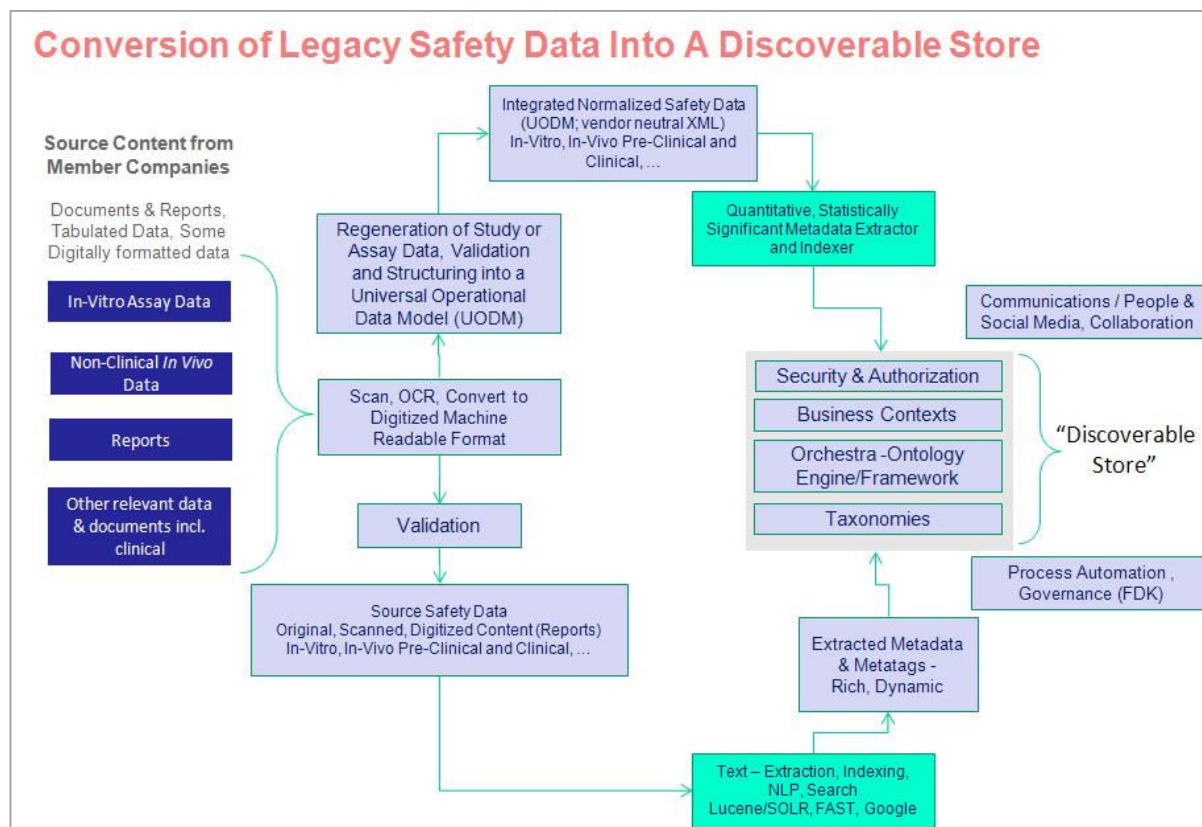 Conversion of Legacy Safety Data Into A Discoverable Store
Source Content from
Member Companies
Documents & Reports,
Tabulated Data, Some
Digitally formatted data
In-Vitro Assay Data
Non-Clinical In Vivo
Data
Reports
Other relevant data
& documents incl.
clinical
Integrated Normalized Safety Data
(UODM; vendor neutral XML)
In-Vitro, In-Vivo Pre-Clinical and
Clinical, …
Regeneration of Study or
Assay Data, Validation
and Structuring into a
Universal Operational
Data Model (UODM)
Scan, OCR, Convert to
Digitized Machine
Readable Format
Validation
Source Safety Data
Original, Scanned, Digitized Content (Reports)
In-Vitro, In-Vivo Pre-Clinical and Clinical, …
Quantitative, Statistically
Significant Metadata Extractor
and Indexer
Communications / People &
Social Media, Collaboration
Security & Authorization
Business Contexts
Orchestra -Ontology
Engine/Framework
Taxonomies
“Discoverable
Store”
Process Automation ,
Governance (FDK)
Extracted Metadata
& Metatags -
Rich, Dynamic
Text – Extraction, Indexing,
NLP, Search
Lucene/SOLR, FAST, Google